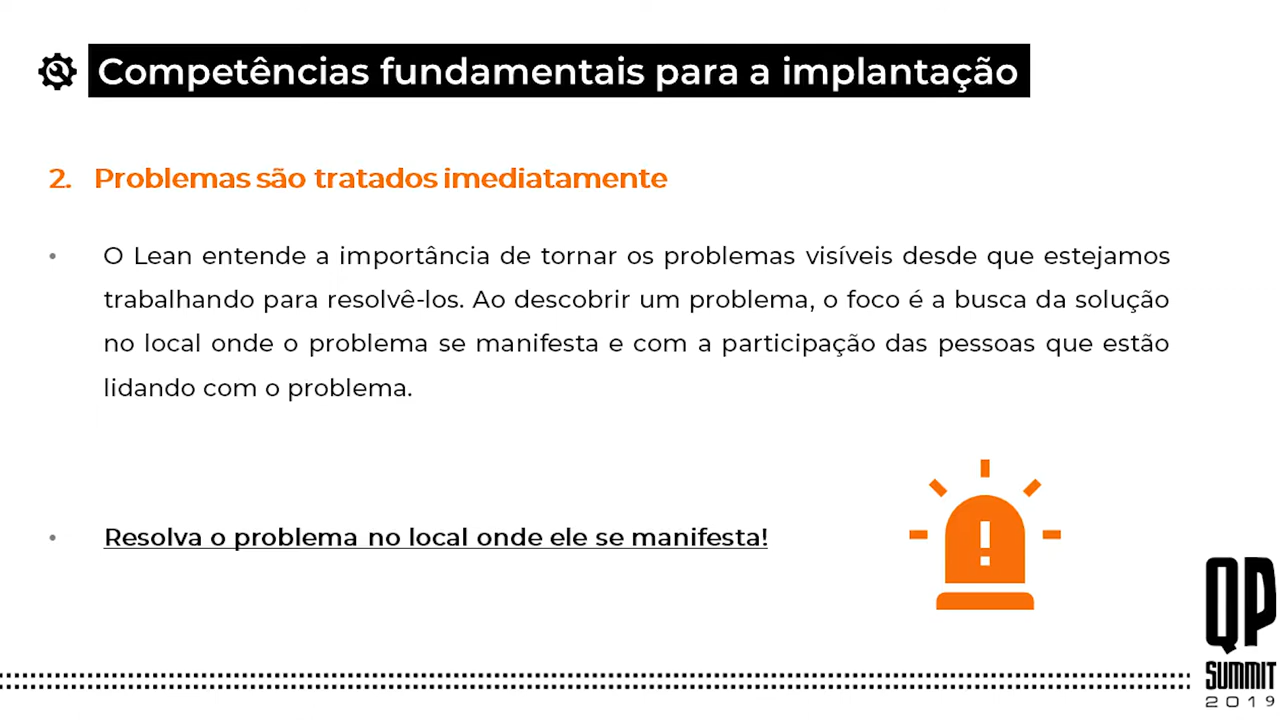 Competências fundamentais para a implantação
2. Problemas são tratados imediatamente
• O Lean entende a importância de tornar os problemas visíveis desde que estejamos
trabalhando para resolvê-los. Ao descobrir um problema, o foco é a busca da solução
no local onde o problema se manifesta e com a participação das pessoas que estão
lidando com o problema.
• Resolva o problema no local onde ele se manifesta!
!
QP
SUMMIT
2019